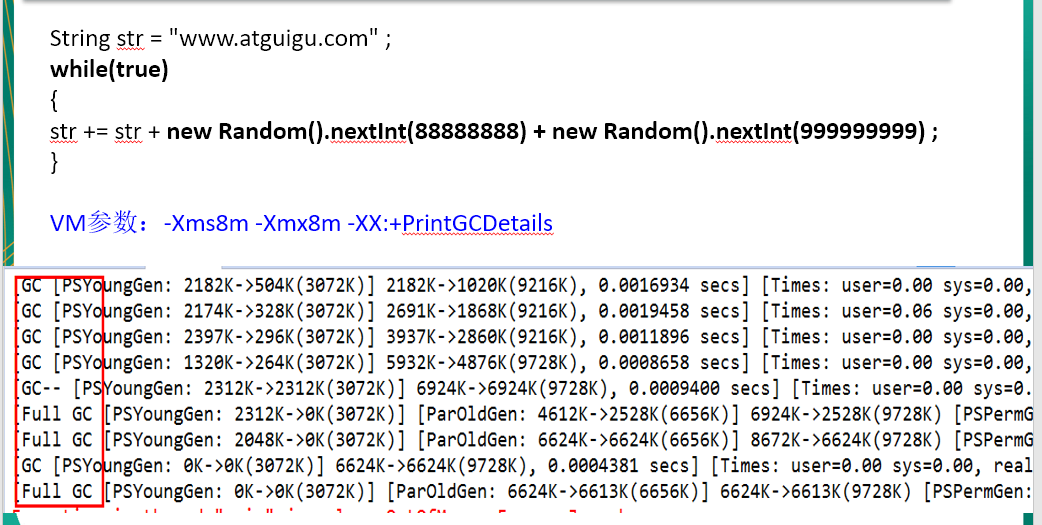 String str = "www.atguigu.com" ;
while(true)
{
str += str + new Random().nextInt(88888888) + new Random().nextInt(999999999) ;
}
VM参数：-Xms8m -Xmx8m -XX:+PrintGCDetails
[GC [PSYoungGen: 2182K->504K(3072K)] 2182K->1020K(9216K), 0.0016934 secs] [Times: user=0.00 sys=0.00,
[GC [PSYoungGen: 2174K->328K(3072K)] 2691K->1868K(9216K), 0.0019458 secs] [Times: user=0.06 sys=0.00,
[GC [PSYoungGen: 2397K->296K(3072K)] 3937K->2860K(9216K), 0.0011896 secs] [Times: user=0.00 sys=0.00,
[GC [PSYoungGen: 1320K->264K(3072K)] 5932K->4876K(9728K), 0.0008658 secs] [Times: user=0.00 sys=0.00,
[GC-- [PSYoungGen: 2312K->2312K(3072K)] 6924K->6924K(9728K), 0.0009400 secs] [Times: user=0.00 sys=0.
[Full GC [PSYoungGen: 2312K->0K(3072K)] [ParOldGen: 4612K->2528K(6656K)] 6924K->2528K(9728K) [PSPermG
[Full GC [PSYoungGen: 2048K->0K(3072K)] [ParOldGen: 6624K->6624K(6656K)] 8672K->6624K(9728K) [PSPermG
[GC [PSYoungGen: 0K->0K(3072K)] 6624K->6624K(9728K), 0.0004381 secs] [Times: user=0.00 sys=0.00, real
[Full GC [PSYoungGen: 0K->0K(3072K)] [ParOldGen: 6624K->6613K(6656K)] 6624K->6613K(9728K) [PSPermGen: